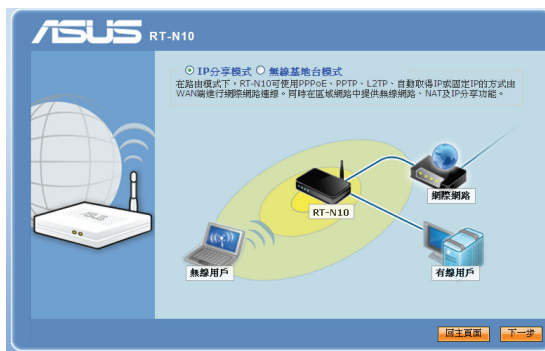 ASUS RT-N10
IP分享模式 無線基地台模式
在路由模式下，RT-N10可使用PPPoE、PPTP、L2TP、自動取得IP或固定IP的方式由
WAN端進行網際網路連線。同時在區域網路中提供無線網路、NAT及IP分享功能。
網際網路
RT-N10
無線用戶
有線用戶
ASUS
回主頁面 下一步